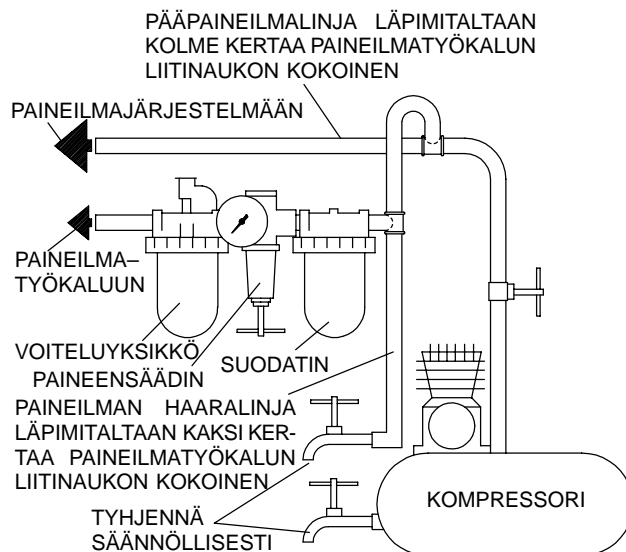 PÄÄPAINEILMALINJA LÄPIMITALTAAN
KOLME KERTAA PAINEILMATYÖKALUN
LIITINAUKON KOKOINEN
PAINEILMAJÄRJESTELMÄÄN
PAINEILMA–
TYÖKALUUN
VOITELUYKSIKKÖ
SUODATIN
PAINEENSÄÄDIN
PAINEILMAN HAARALINJA
LÄPIMITALTAAN KAKSI KER-
TAA PAINEILMATYÖKALUN
LIITINAUKON KOKOINEN
KOMPRESSORI
TYHJENNÄ
SÄÄNNÖLLISESTI